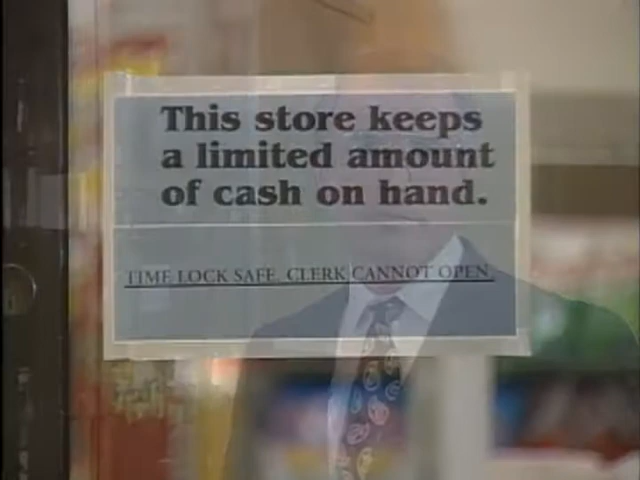 This store keeps
a limited amount
of cash on hand.
TIME LOCK SAFE. CLERK CANNOT OPEN.